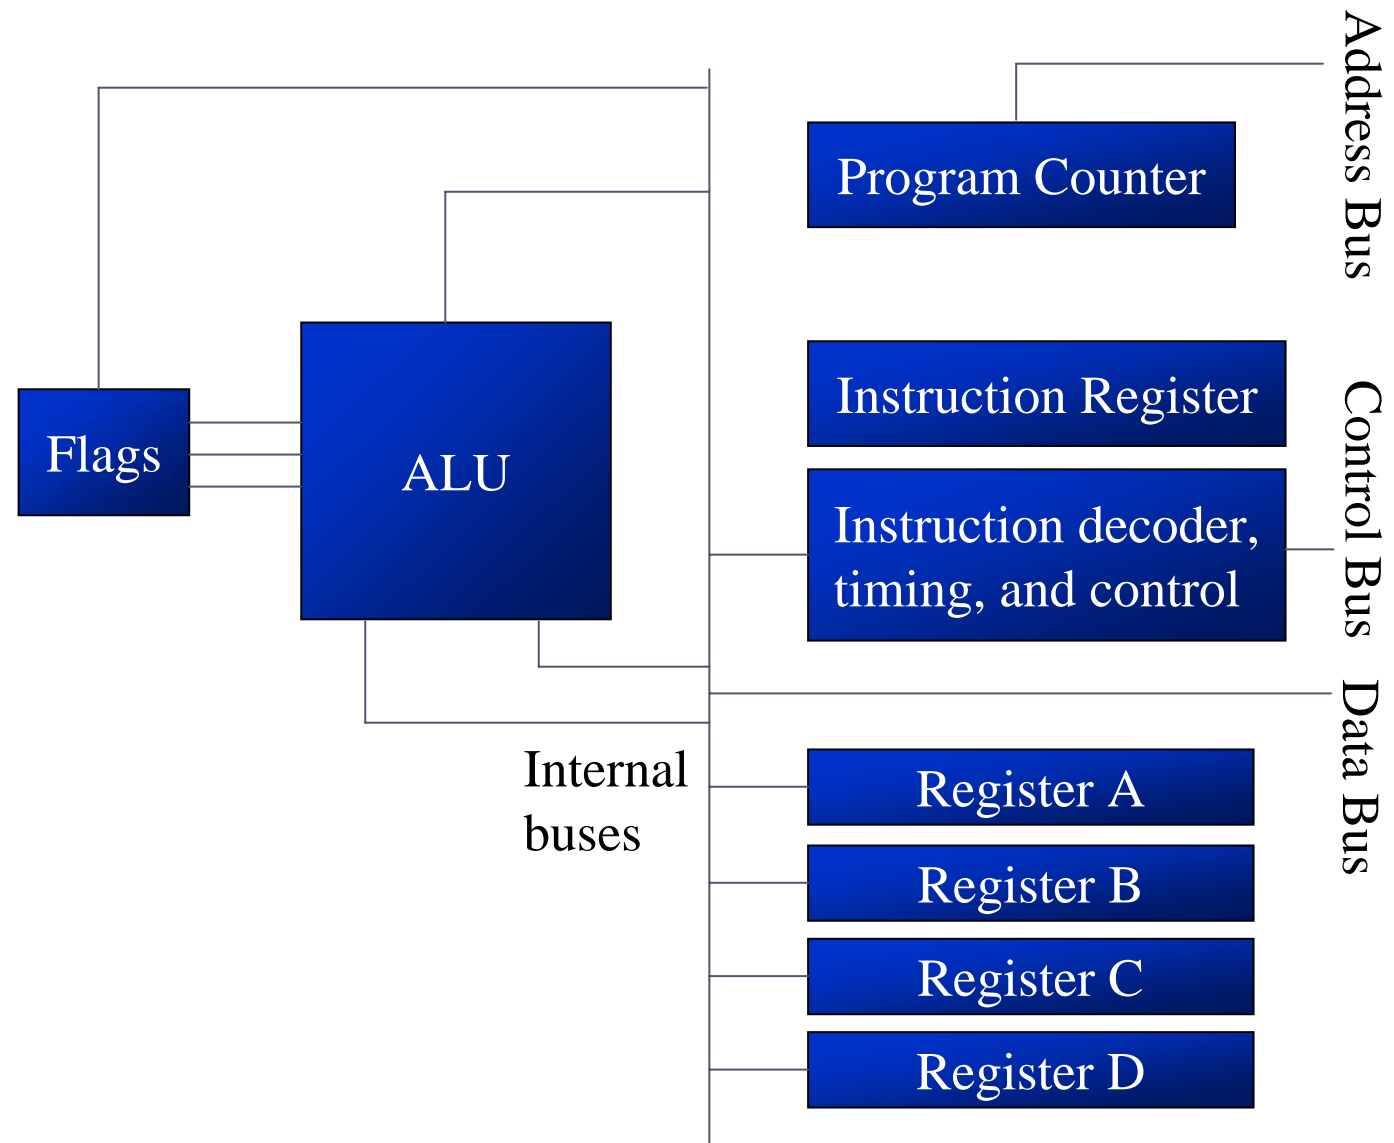 Program Counter
Address Bus
Instruction Register
Flags
ALU
Instruction decoder,
timing, and control
Control Bus
Internal
buses
Data Bus
Register A
Register B
Register C
Register D